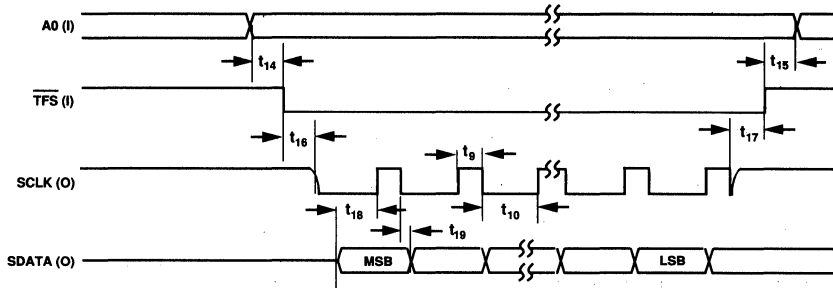 A0 (I)
t14
t15
TFS (I)
t16
t9
t17
SCLK (O)
t18
t10
t19
SDATA (O)
MSB
LSB